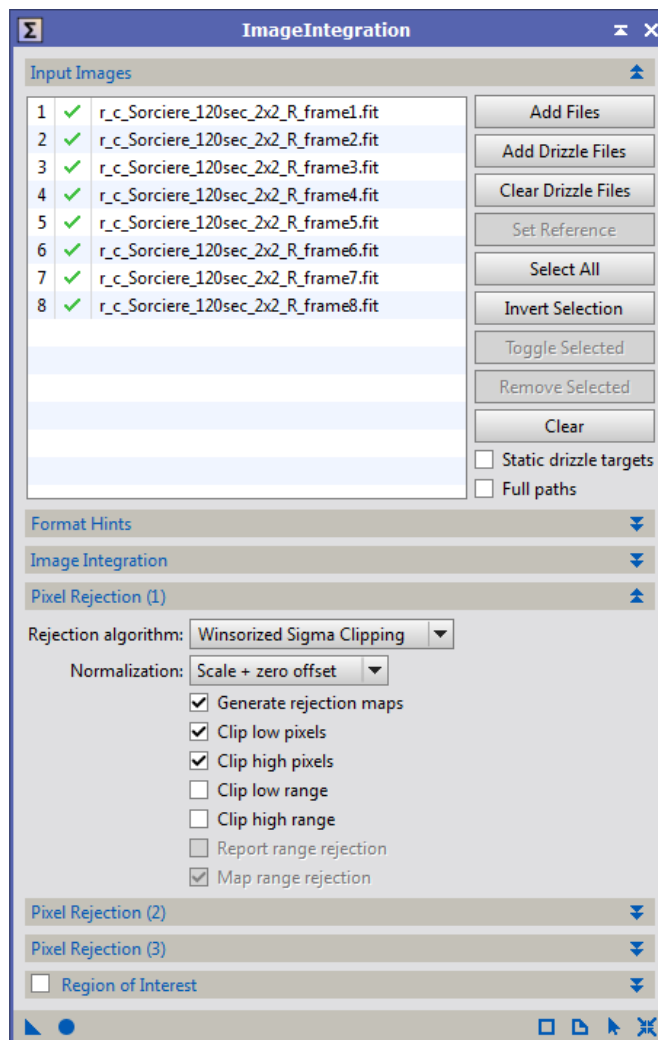 Σ ImageIntegration
Input Images
1 r_c_Sorciere_120sec_2x2_R_frame1.fit
2 r_c_Sorciere_120sec_2x2_R_frame2.fit
3 r_c_Sorciere_120sec_2x2_R_frame3.fit
4 r_c_Sorciere_120sec_2x2_R_frame4.fit
5 r_c_Sorciere_120sec_2x2_R_frame5.fit
6 r_c_Sorciere_120sec_2x2_R_frame6.fit
7 r_c_Sorciere_120sec_2x2_R_frame7.fit
8 r_c_Sorciere_120sec_2x2_R_frame8.fit
Add Files
Add Drizzle Files
Clear Drizzle Files
Set Reference
Select All
Invert Selection
Toggle Selected
Remove Selected
Clear
Static drizzle targets
Full paths
Format Hints
Image Integration
Pixel Rejection (1)
Rejection algorithm: Winsorized Sigma Clipping
Normalization: Scale + zero offset
Generate rejection maps
Clip low pixels
Clip high pixels
Clip low range
Clip high range
Report range rejection
Map range rejection
Pixel Rejection (2)
Pixel Rejection (3)
Region of Interest